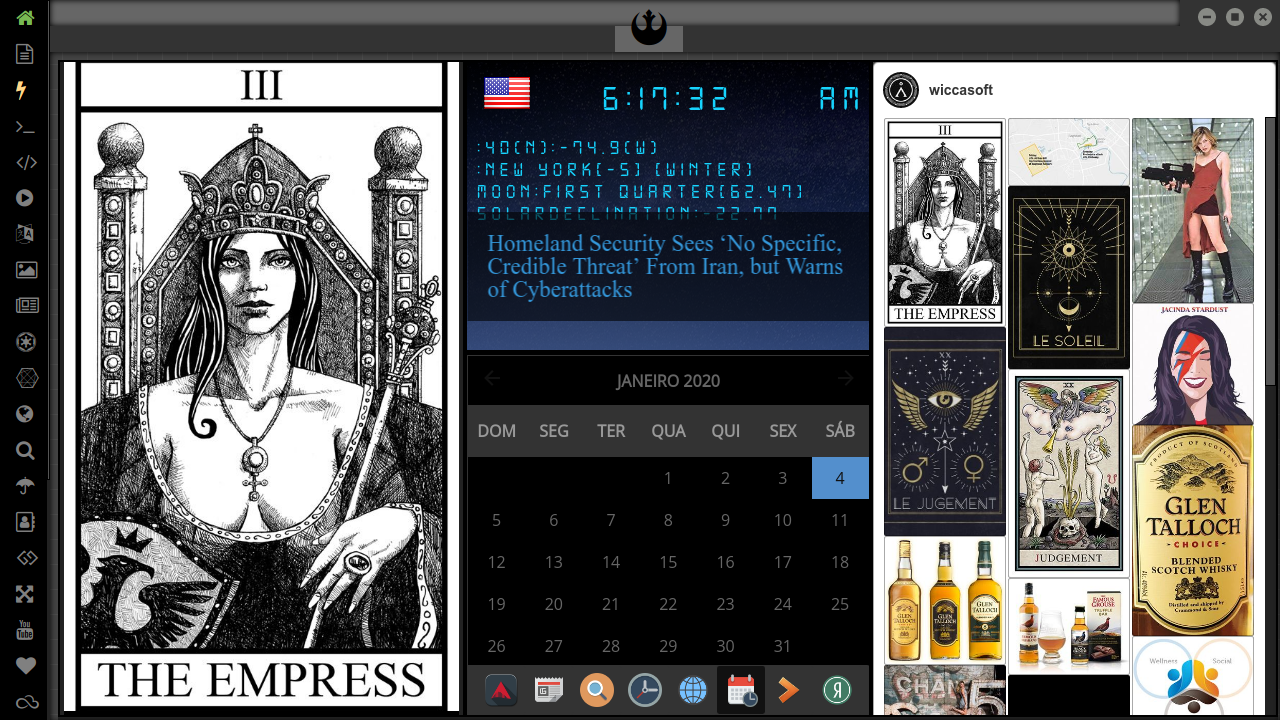 III
THE EMPRESS
6:17:32 AM
:40(N):-74.9(W)
:NEW YORK[-5] [WINTER]
MOON:FIRST QUARTER[62.47]
SOLARDECLINATION:-22.77
Homeland Security Sees ‘No Specific,
Credible Threat’ From Iran, but Warns
of Cyberattacks
JANEIRO 2020
DOM SEG TER QUA QUI SEX SÁB
1 2 3 4
5 6 7 8 9 10 11
12 13 14 15 16 17 18
19 20 21 22 23 24 25
26 27 28 29 30 31
wiccasoft
III
THE EMPRESS
LE SOLEIL
JACINDA STARDUST
XX
LE JUGEMENT
XX
JUDGEMENT
PRODUCT OF SCOTLAND
GLEN
TALLOCH
-CHOICE-
BLENDED
SCOTCH WHISKY
Distilled and shipped by
GLEN TALLOCH
FAMOUS
GROUSE
Wellness
Social
CHA
5
You
Tube